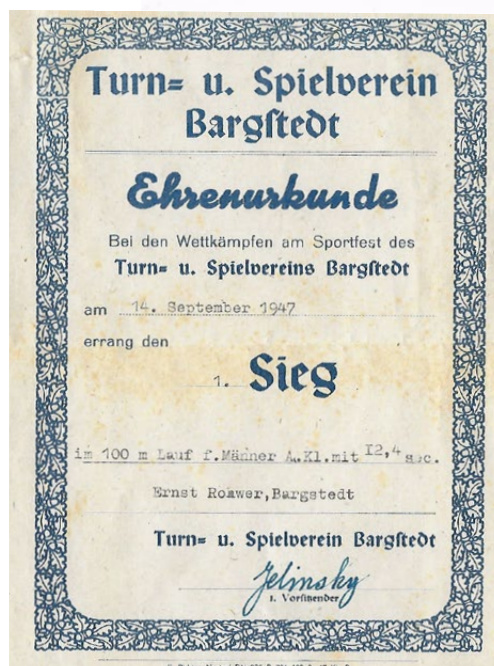 Turn= u. Spielverein
Bargstedt
Ehrenurkunde
Bei den Wettkämpfen am Sportfest des
Turn= u. Spielvereins Bargstedt
am 14. September 1947
errang den
1. Sieg
im 100 m Lauf f.Männer A.Kl.mit 12,4 sec.
Ernst Romwer,Bargstedt
Turn= u. Spielverein Bargstedt
Jelinsky
1. Vorsitzender